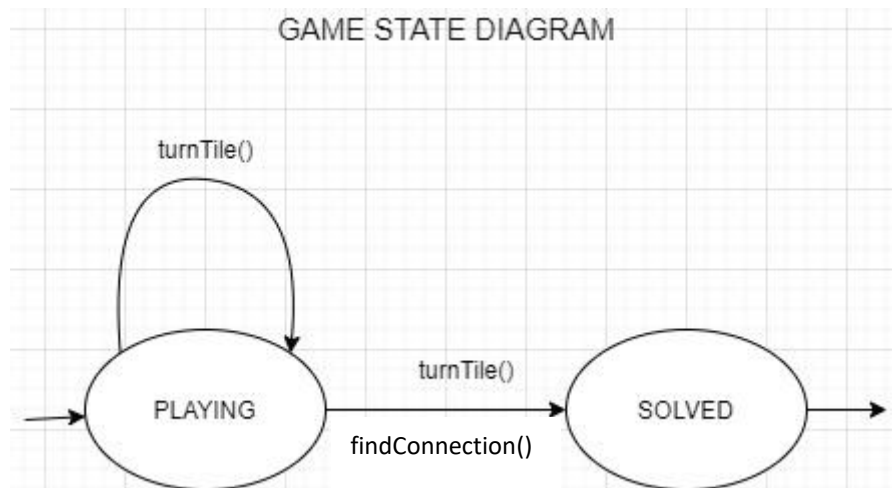 GAME STATE DIAGRAM
turnTile()
turnTile()
PLAYING
SOLVED
findConnection()